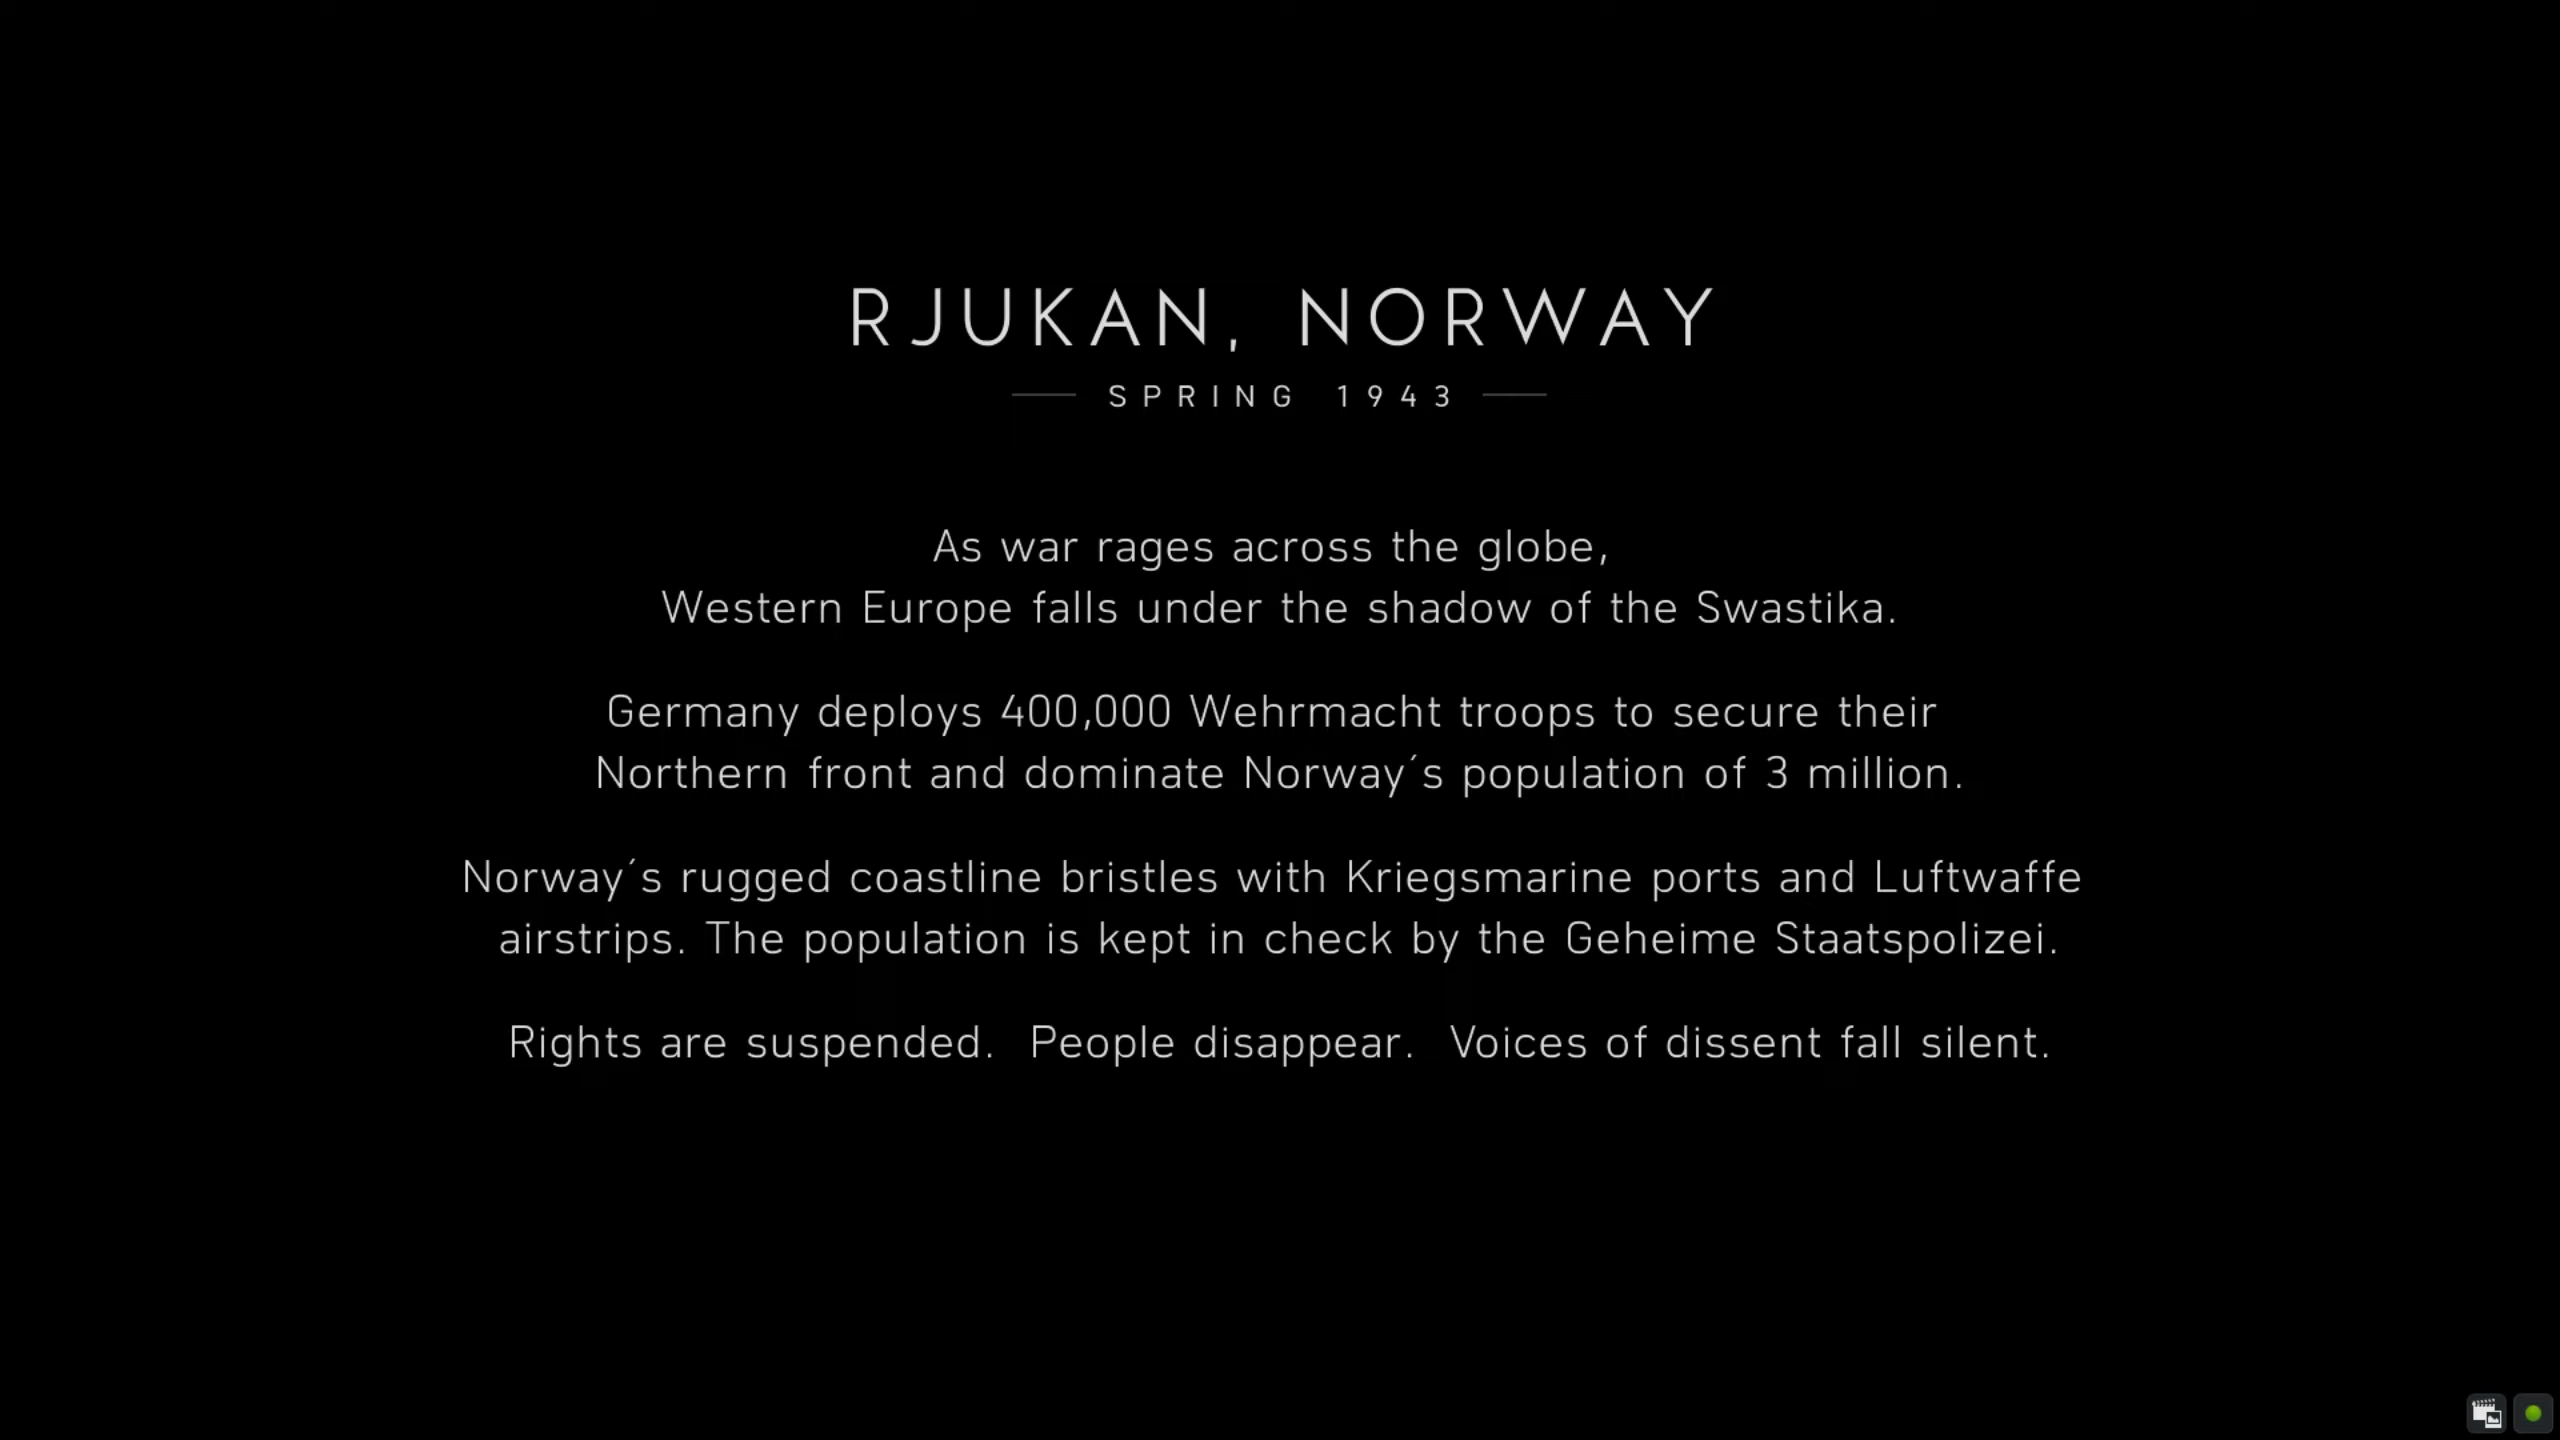 RJUKAN, NORWAY
SPRING 1943
As war rages across the globe,
Western Europe falls under the shadow of the Swastika.
Germany deploys 400,000 Wehrmacht troops to secure their
Northern front and dominate Norway´s population of 3 million.
Norway´s rugged coastline bristles with Kriegsmarine ports and Luftwaffe
airstrips. The population is kept in check by the Geheime Staatspolizei.
Rights are suspended.  People disappear.  Voices of dissent fall silent.